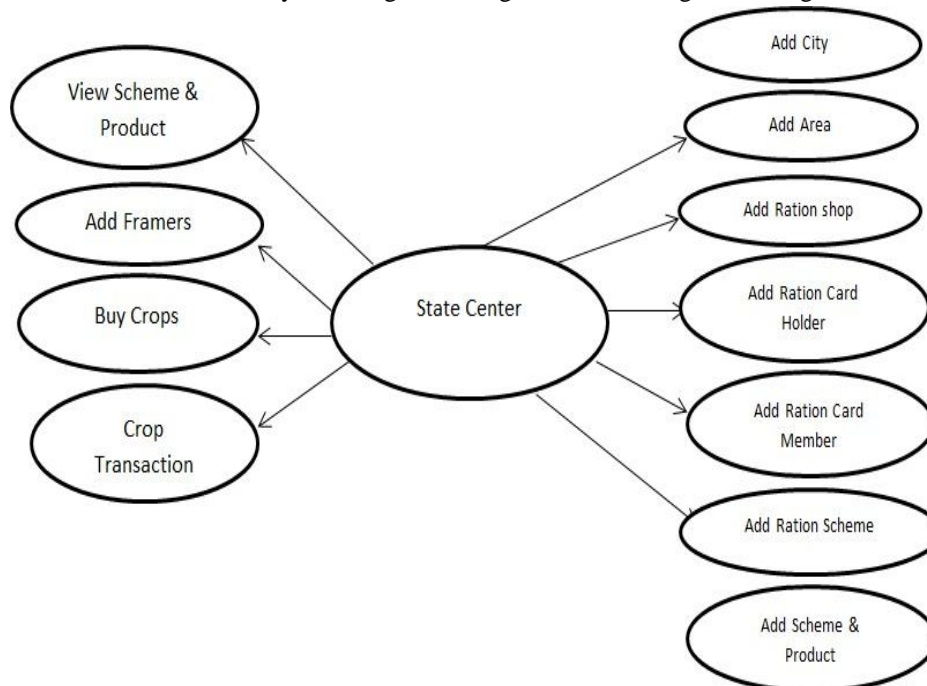 View Scheme &
Product
Add Framers
Buy Crops
Crop
Transaction
State Center
Add City
Add Area
Add Ration shop
Add Ration Card
Holder
Add Ration Card
Member
Add Ration Scheme
Add Scheme &
Product